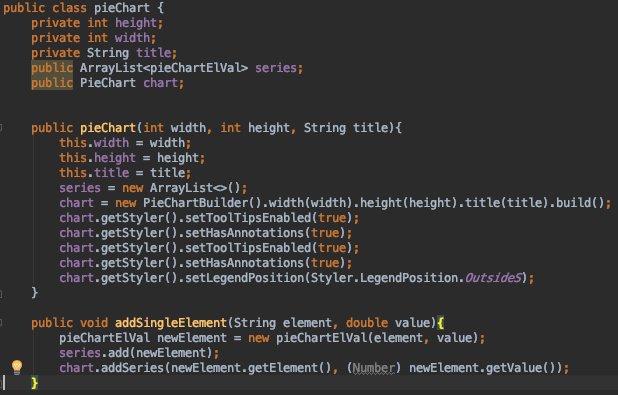 public class pieChart {
private int height;
private int width;
private String title;
public ArrayList<pieChartElVal> series;
public PieChart chart;
public pieChart(int width, int height, String title){
this.width = width;
this.height = height;
this.title = title;
series = new ArrayList<>();
chart = new PieChartBuilder().width(width).height(height).title(title).build();
chart.getStyler().setToolTipsEnabled(true);
chart.getStyler().setHasAnnotations(true);
chart.getStyler().setToolTipsEnabled(true);
chart.getStyler().setHasAnnotations(true);
chart.getStyler().setLegendPosition(Styler.LegendPosition.OutsideS);
}
public void addSingleElement(String element, double value){
pieChartElVal newElement = new pieChartElVal(element, value);
series.add(newElement);
chart.addSeries(newElement.getElement(), (Number) newElement.getValue());
}